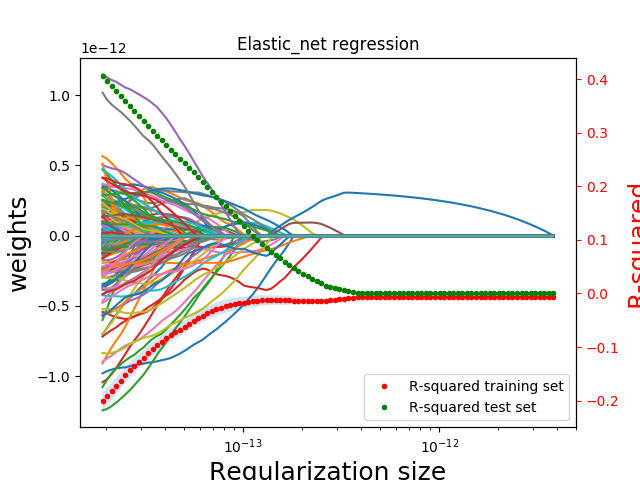 Elastic_net regression
1e−12
1.0
0.5
0.0
−0.5
−1.0
weights
0.4
0.3
0.2
0.1
0.0
−0.1
−0.2
R-squared
R-squared training set
R-squared test set
10⁻¹³
10⁻¹²
Regularization size